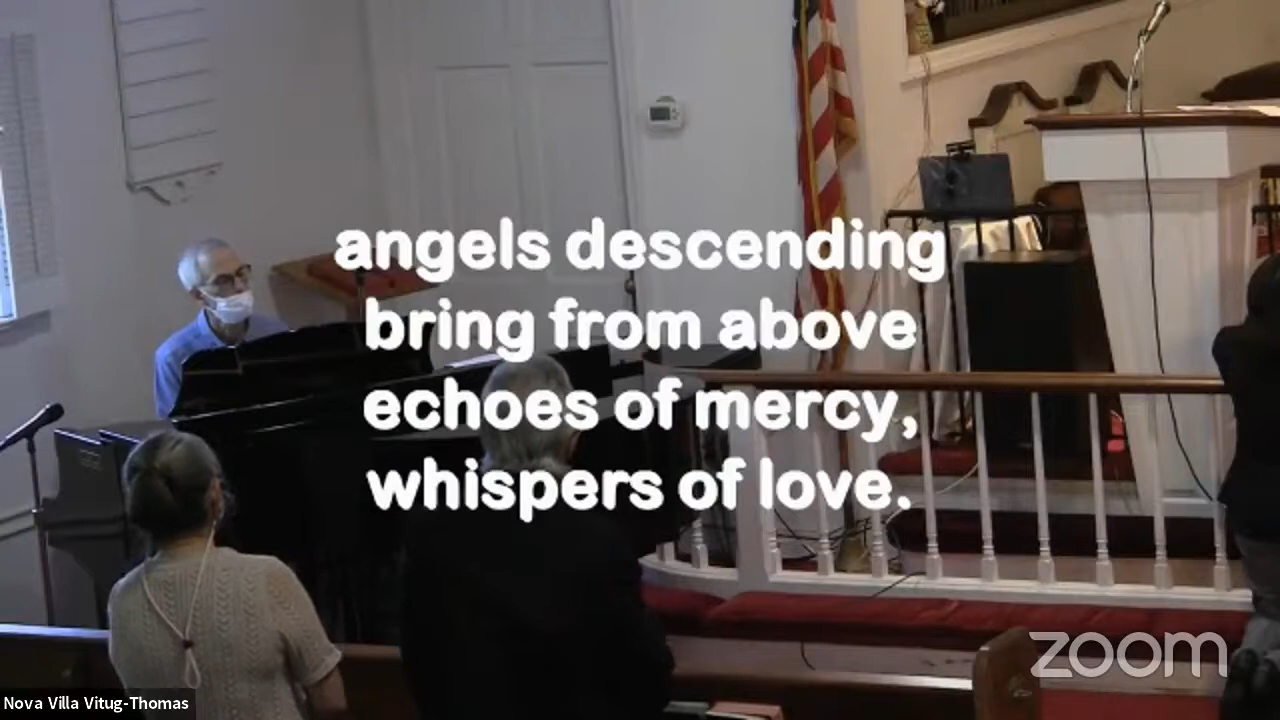 angels descending
bring from above
echoes of mercy,
whispers of love.
zoom
Nova Villa Vitug-Thomas